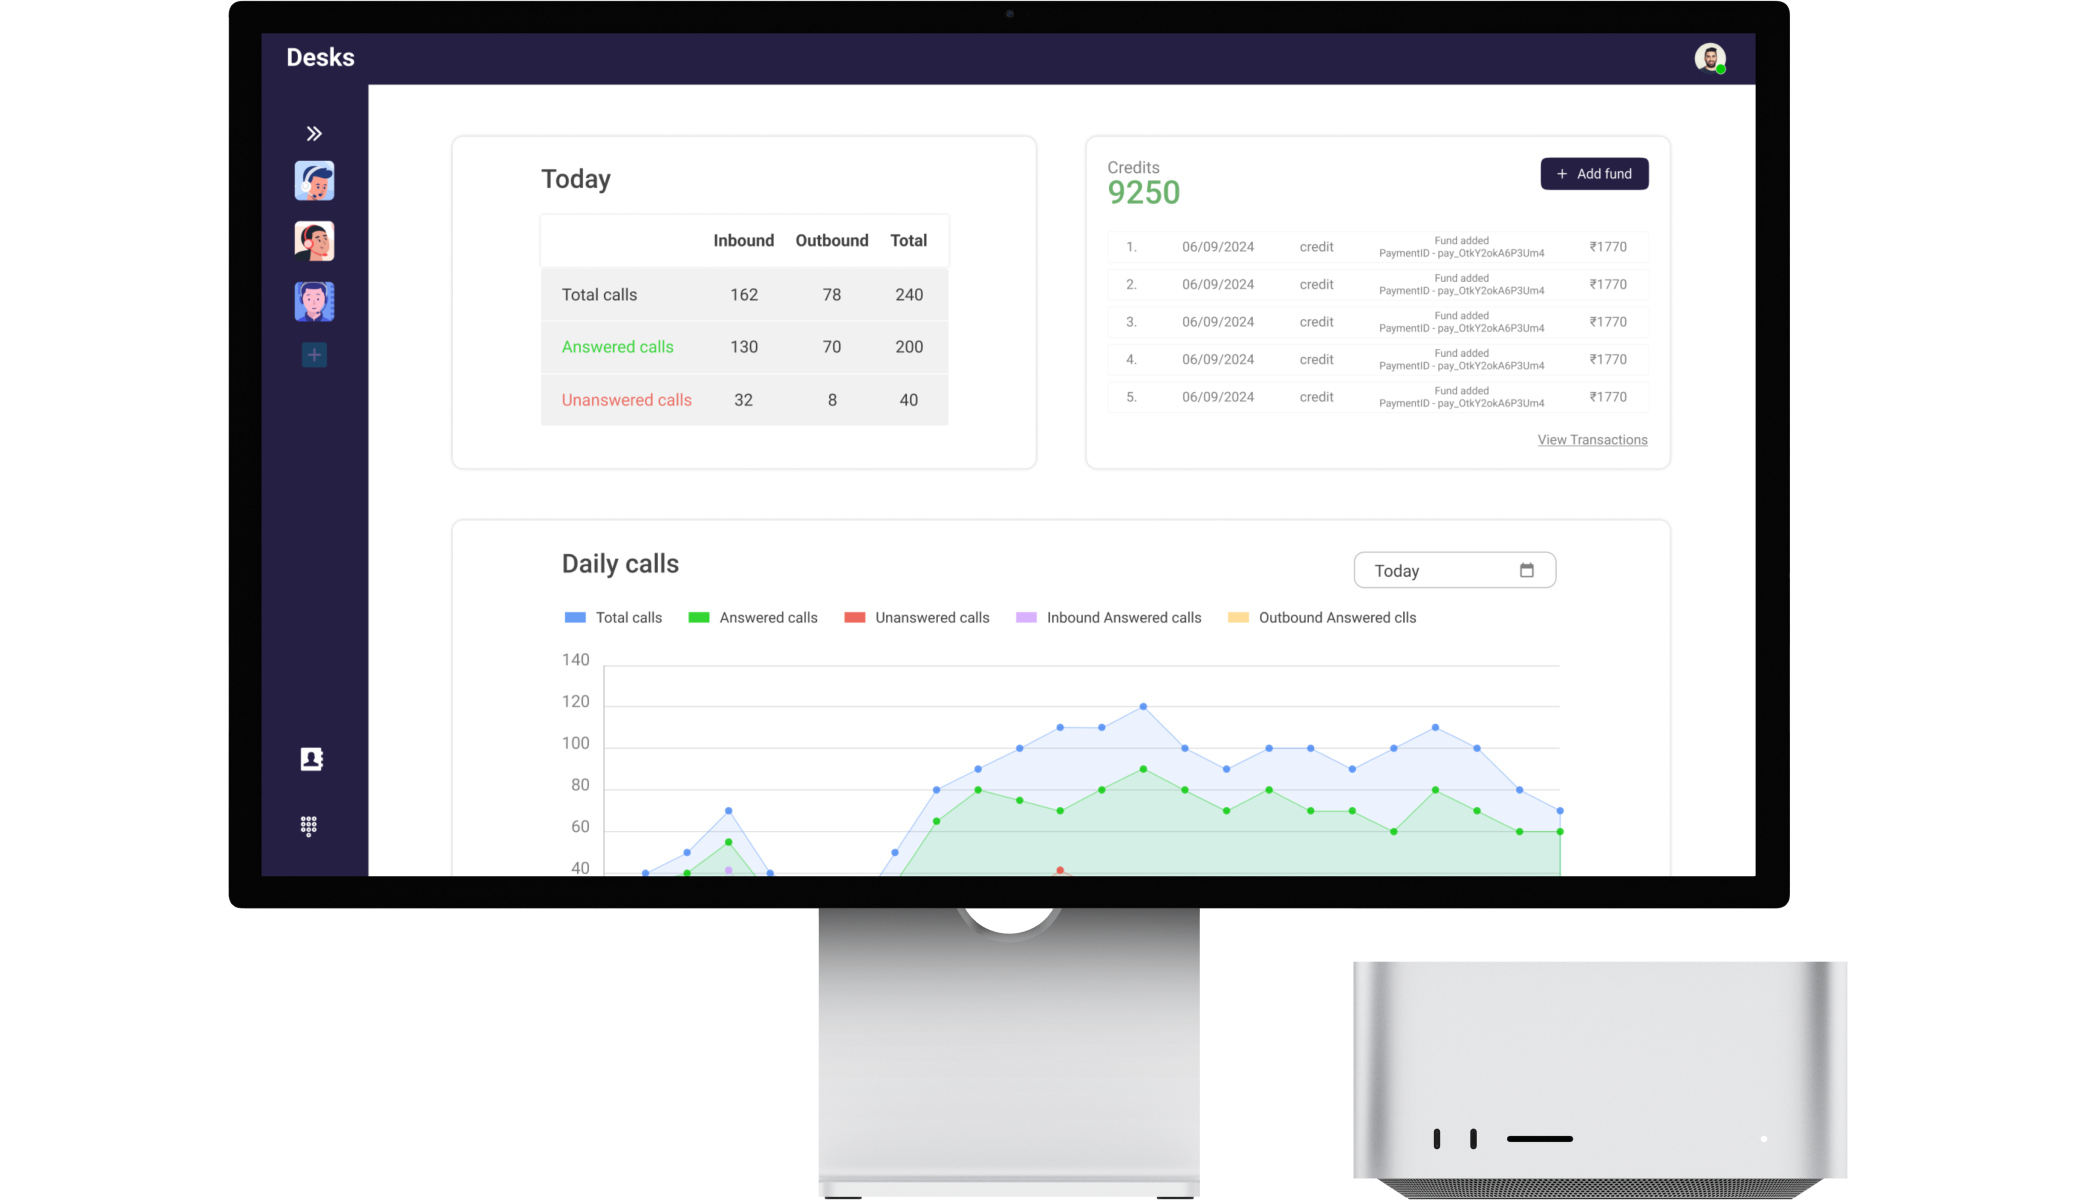 Desks
Today
Inbound Outbound Total
Total calls 162 78 240
Answered calls 130 70 200
Unanswered calls 32 8 40
Credits
9250
+ Add fund
1. 06/09/2024 credit Fund added ₹1770
PaymentID - pay_OtkY2okA6P3Um4
2. 06/09/2024 credit Fund added ₹1770
PaymentID - pay_OtkY2okA6P3Um4
3. 06/09/2024 credit Fund added ₹1770
PaymentID - pay_OtkY2okA6P3Um4
4. 06/09/2024 credit Fund added ₹1770
PaymentID - pay_OtkY2okA6P3Um4
5. 06/09/2024 credit Fund added ₹1770
PaymentID - pay_OtkY2okA6P3Um4
View Transactions
Daily calls
Today
Total calls Answered calls Unanswered calls Inbound Answered calls Outbound Answered clls
140
120
100
80
60
40